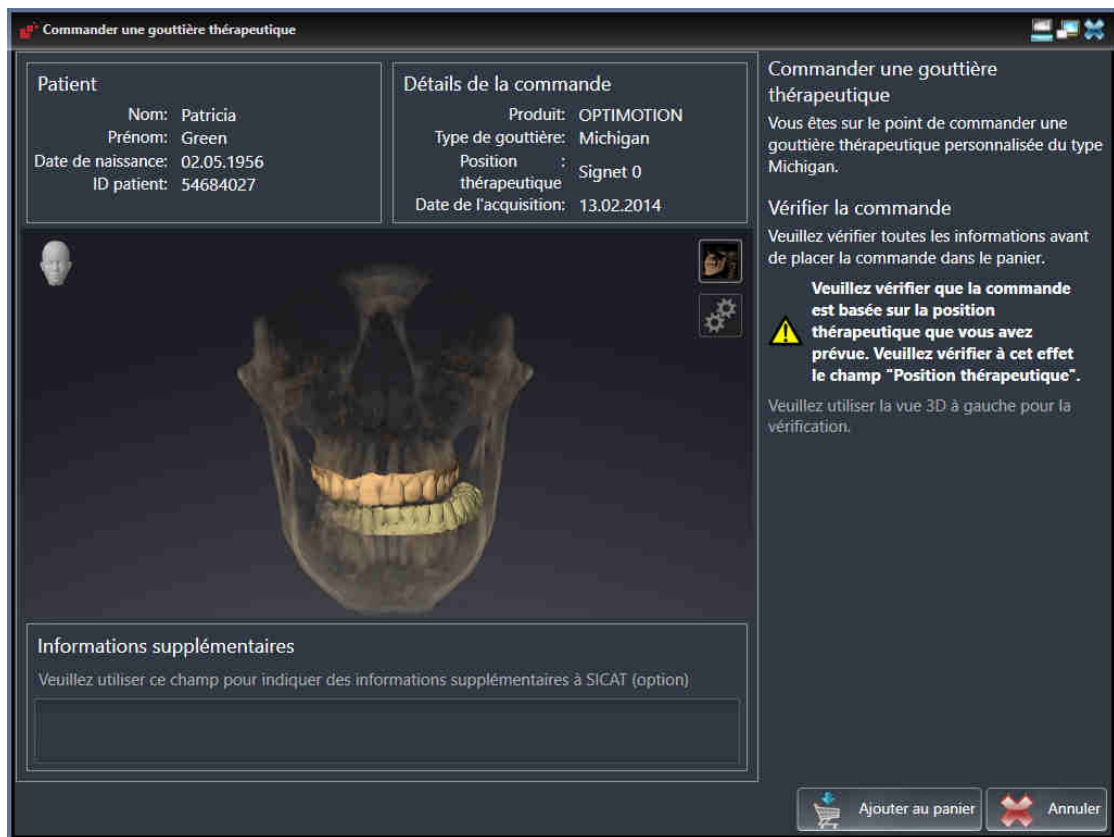 Commander une gouttière thérapeutique
Patient
Nom: Patricia
Prénom: Green
Date de naissance: 02.05.1956
ID patient: 54684027
Détails de la commande
Produit: OPTIMOTION
Type de gouttière: Michigan
Position : Signet 0
thérapeutique
Date de l'acquisition: 13.02.2014
Informations supplémentaires
Veuillez utiliser ce champ pour indiquer des informations supplémentaires à SICAT (option)
Commander une gouttière
thérapeutique
Vous êtes sur le point de commander une
gouttière thérapeutique personnalisée du type
Michigan.
Vérifier la commande
Veuillez vérifier toutes les informations avant
de placer la commande dans le panier.
Veuillez vérifier que la commande
est basée sur la position
thérapeutique que vous avez
prévue. Veuillez vérifier à cet effet
le champ "Position thérapeutique".
Veuillez utiliser la vue 3D à gauche pour la
vérification.
Ajouter au panier
Annuler